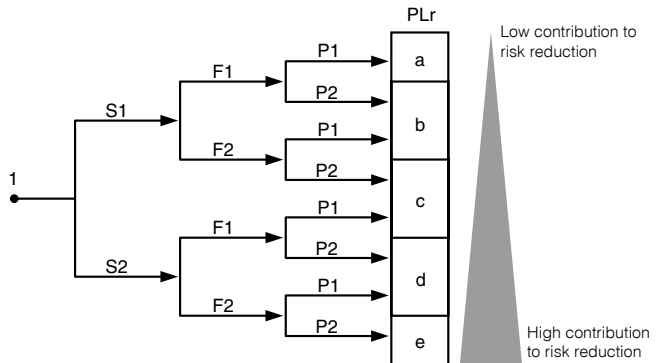 PLr
Low contribution to
risk reduction
P1
a
F1
P2
S1
P1
b
F2
P2
1
c
P1
F1
P2
S2
d
P1
F2
P2
e
High contribution
to risk reduction